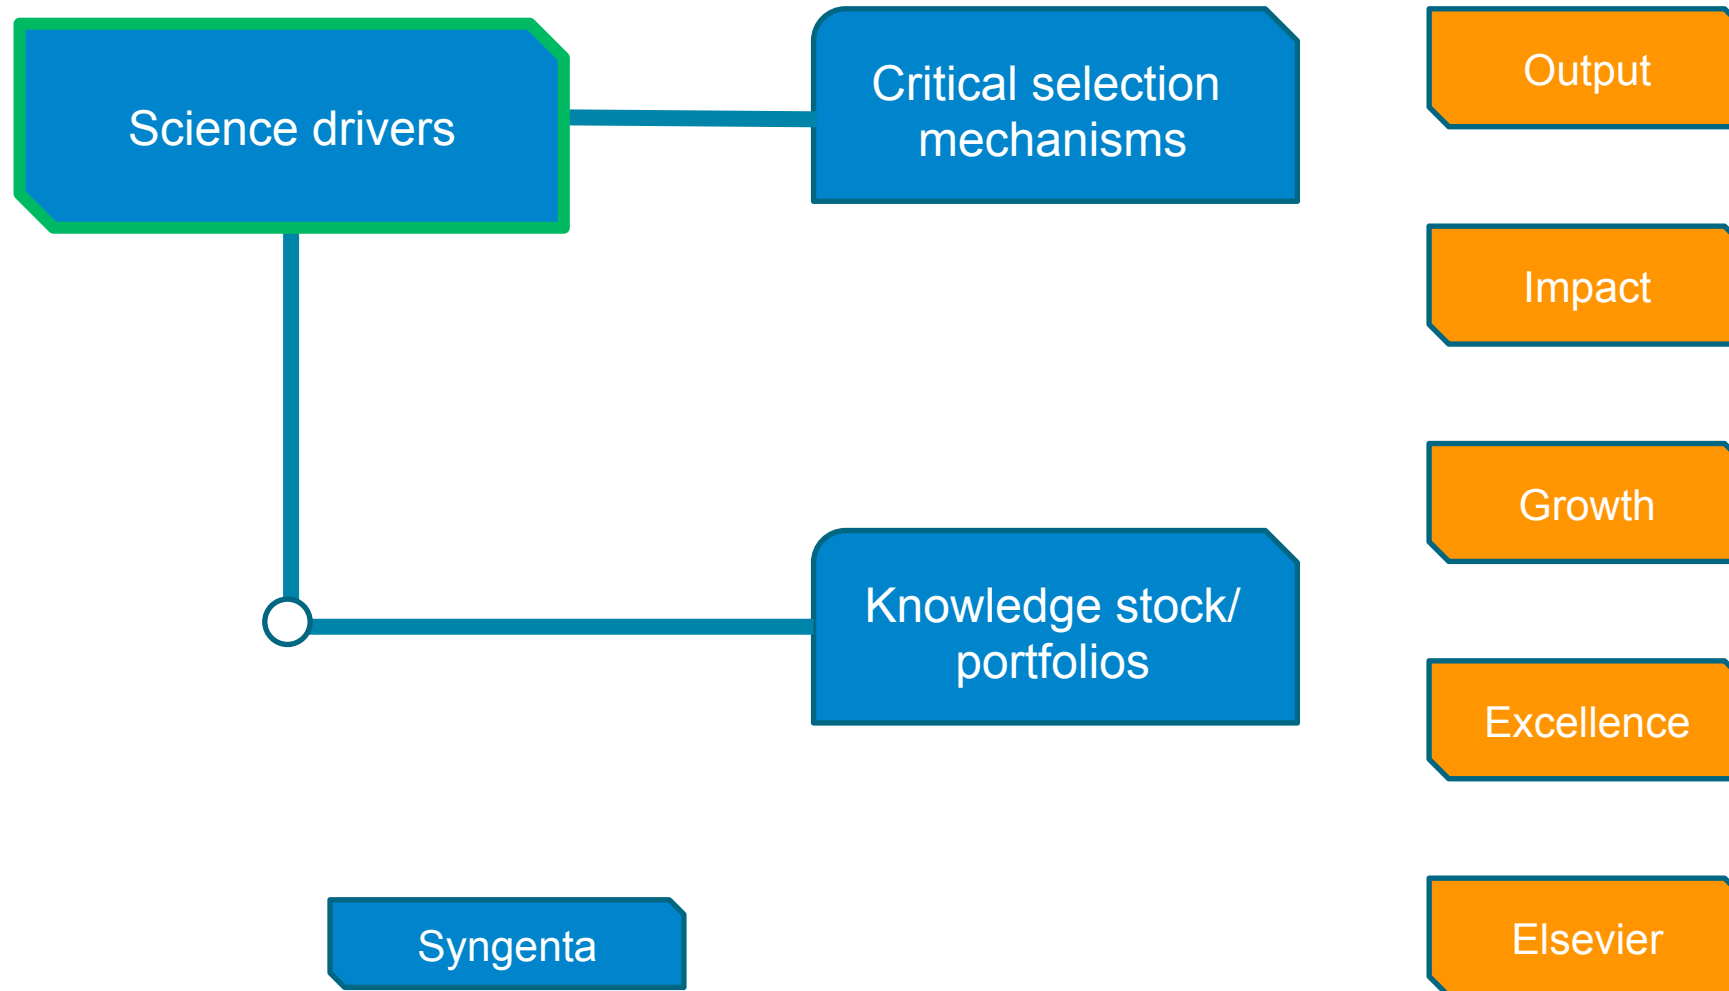 Science drivers
Critical selection
mechanisms
Knowledge stock/
portfolios
Syngenta
Output
Impact
Growth
Excellence
Elsevier